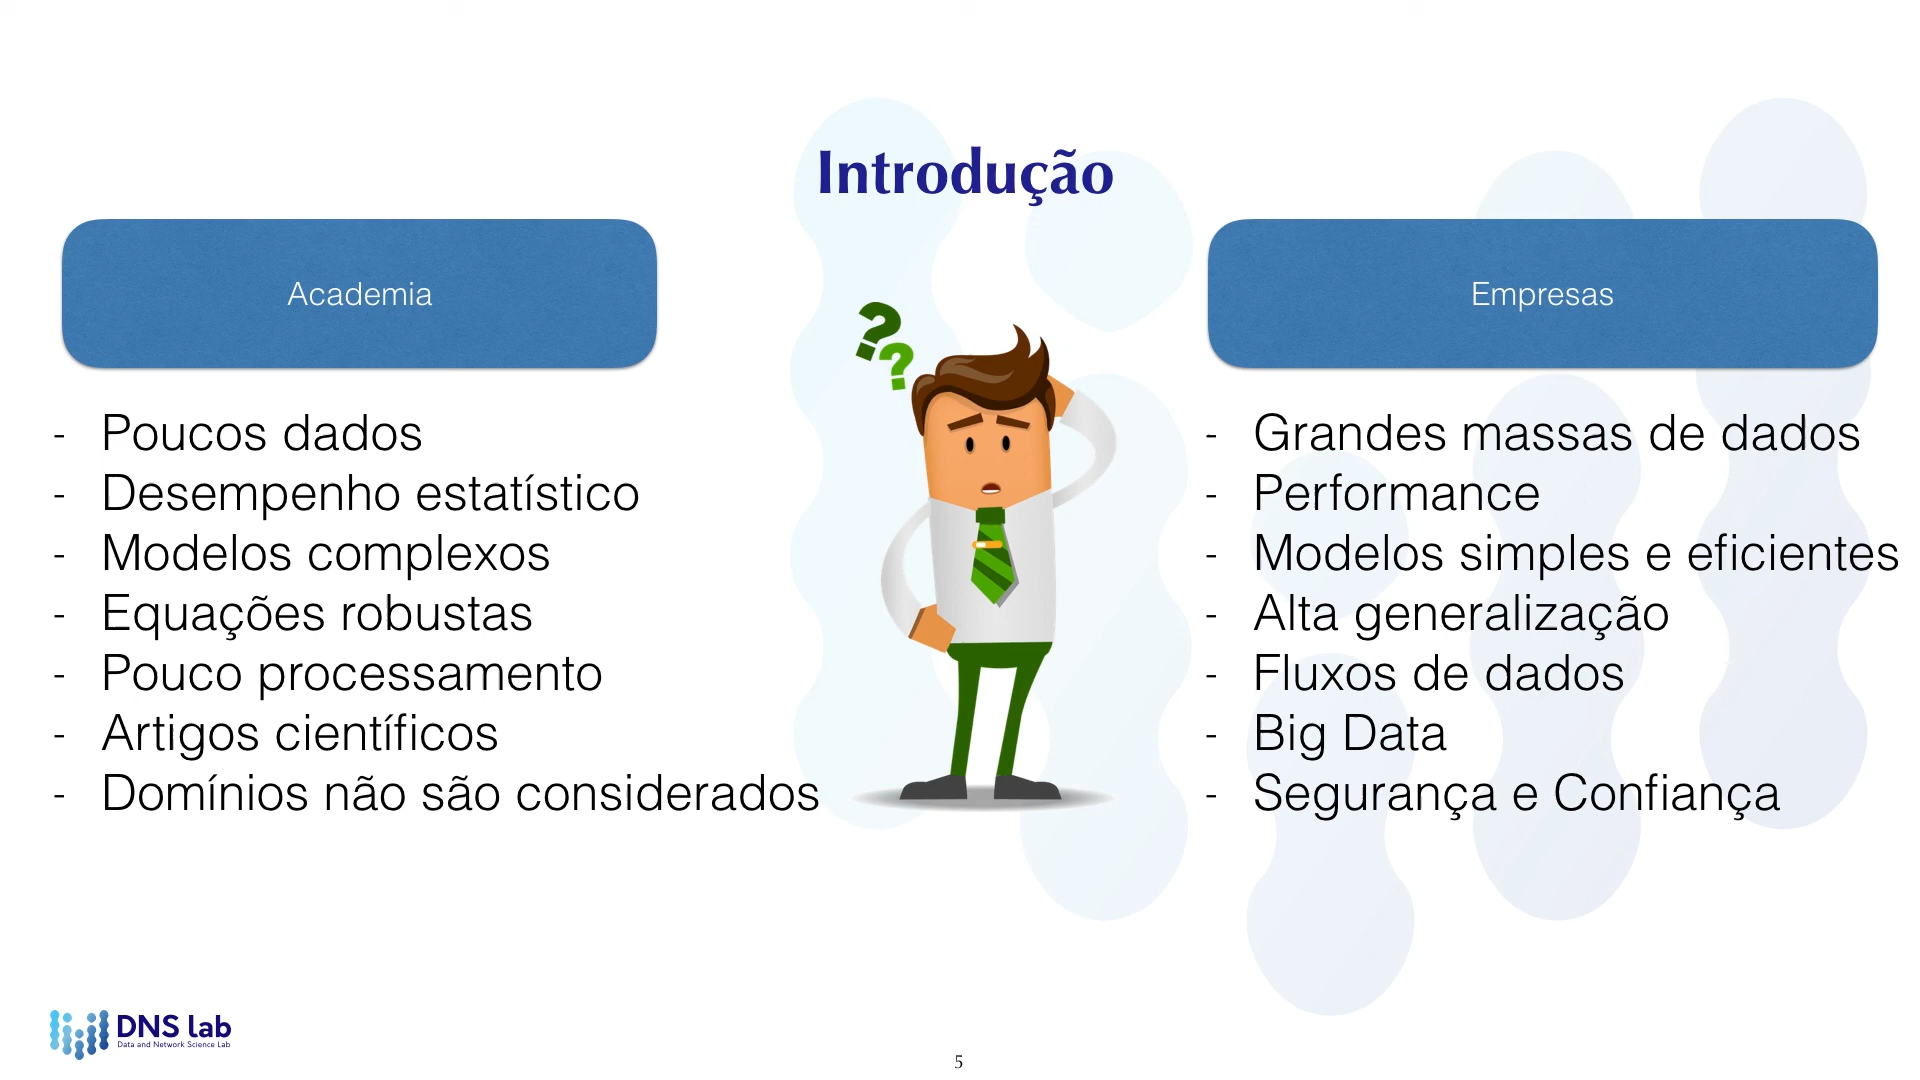 Introdução
Academia
- Poucos dados
- Desempenho estatístico
- Modelos complexos
- Equações robustas
- Pouco processamento
- Artigos científicos
- Domínios não são considerados
??
Empresas
- Grandes massas de dados
- Performance
- Modelos simples e eficientes
- Alta generalização
- Fluxos de dados
- Big Data
- Segurança e Confiança
DNS Lab
Data and Network Science Lab
5